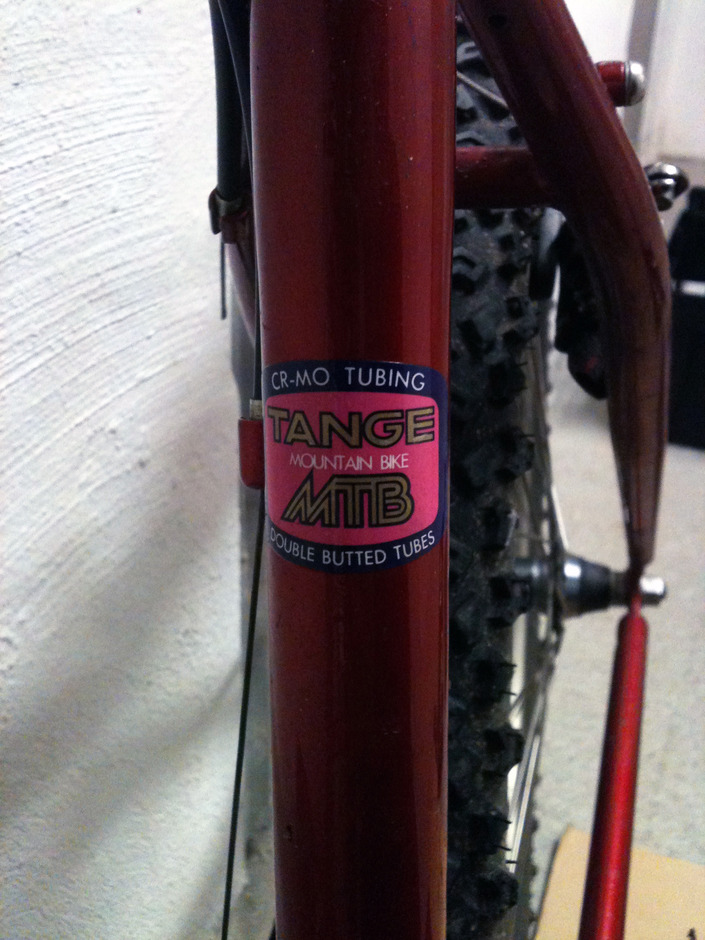 CR-MO TUBING
TANGE
MOUNTAIN BIKE
MTB
DOUBLE BUTTED TUBES